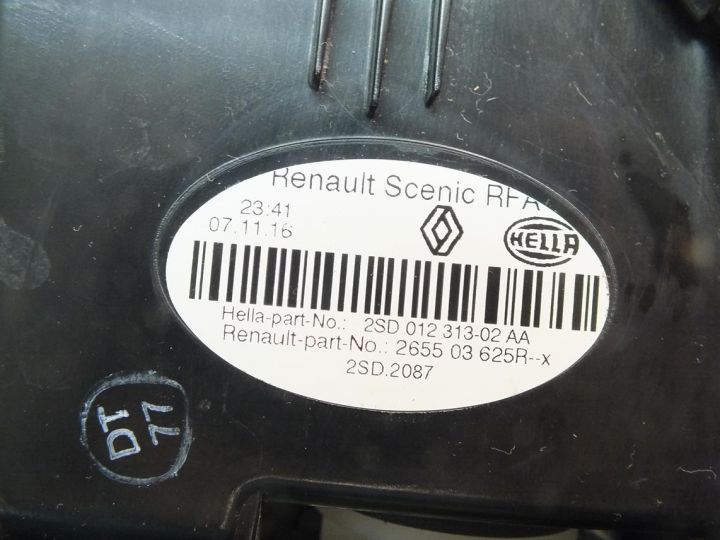 Renault Scenic RFA
23:41
07.11.16
HELLA
Hella-part-No.: 2SD 012 313-02 AA
Renault-part-No.: 2655 03 625R--x
2SD.2087
DT
77